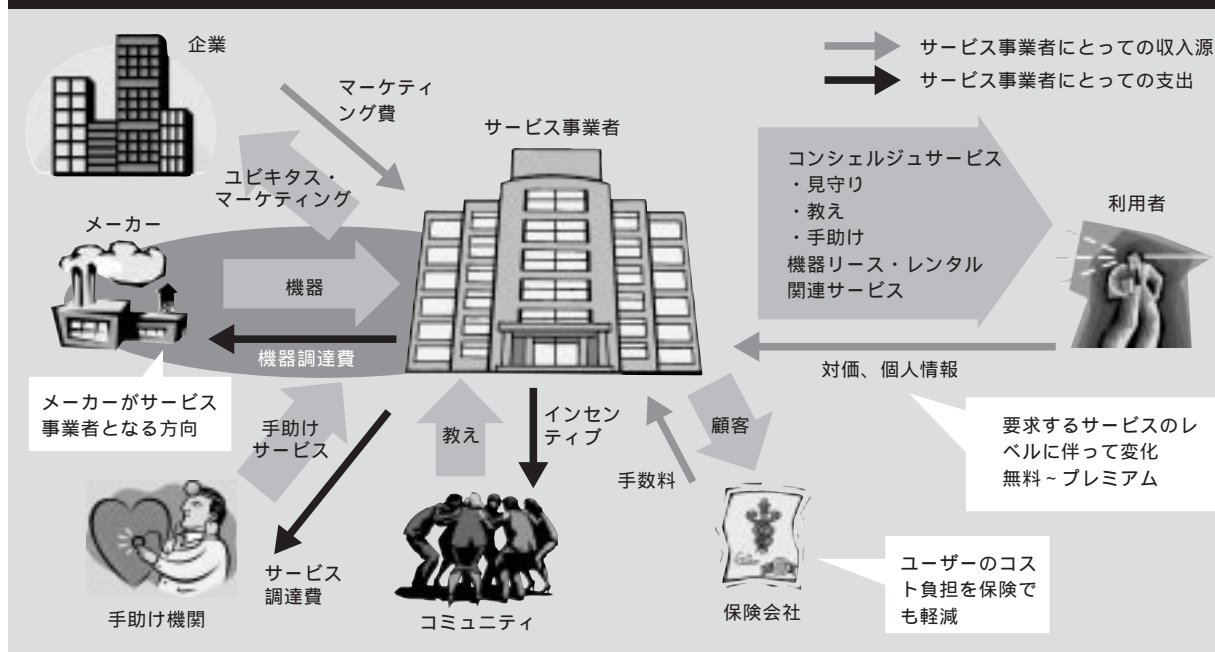 企業
サービス事業者にとっての収入源
サービス事業者にとっての支出
マーケティ
ング費
サービス事業者
ユビキタス・
マーケティング
コンシェルジュサービス
・見守り
・教え
・手助け
機器リース・レンタル
関連サービス
利用者
メーカー
機器
機器調達費
対価、個人情報
メーカーがサービス
事業者となる方向
手助け
サービス
教え
インセン
ティブ
顧客
手数料
要求するサービスのレ
ベルに伴って変化
無料~プレミアム
サービス
調達費
手助け機関
コミュニティ
保険会社
ユーザーのコス
ト負担を保険で
も軽減